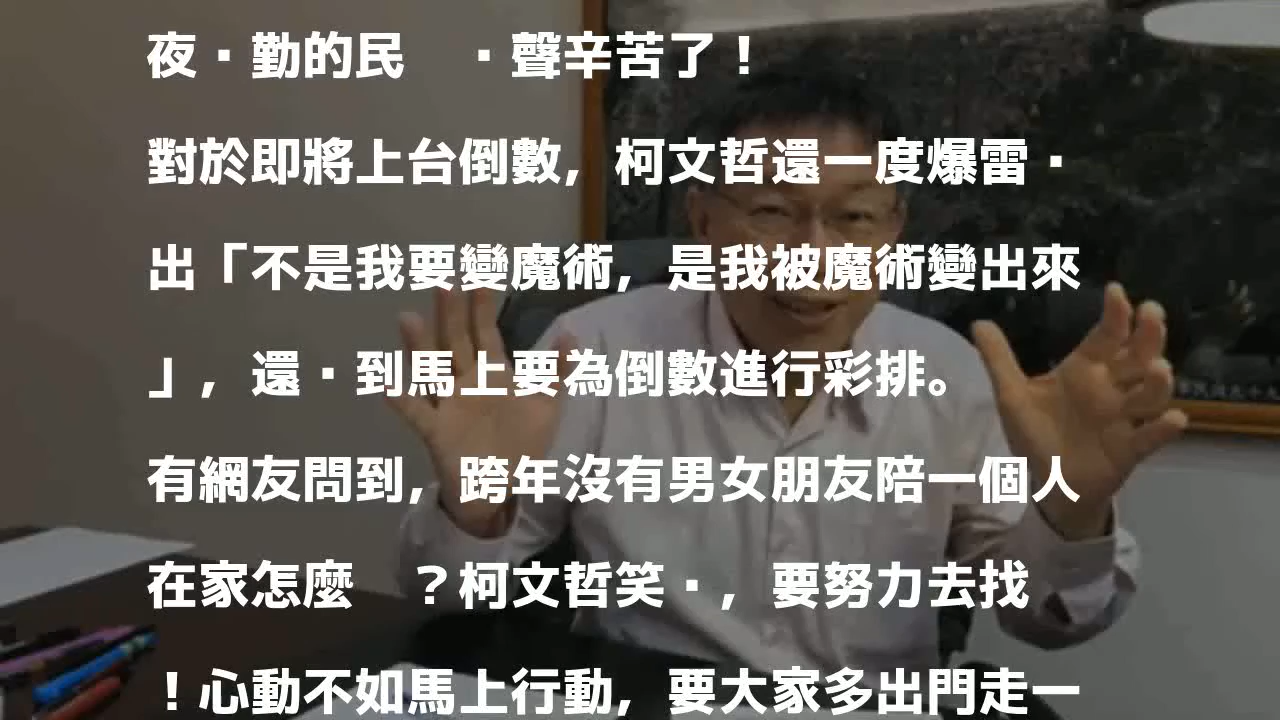 夜·勤的民　·聲辛苦了！
對於即將上台倒數，柯文哲還一度爆雷·
出「不是我要變魔術，是我被魔術變出來
」，還·到馬上要為倒數進行彩排。
有網友問到，跨年沒有男女朋友陪一個人
在家怎麼　？柯文哲笑·，要努力去找
！心動不如馬上行動，要大家多出門走一